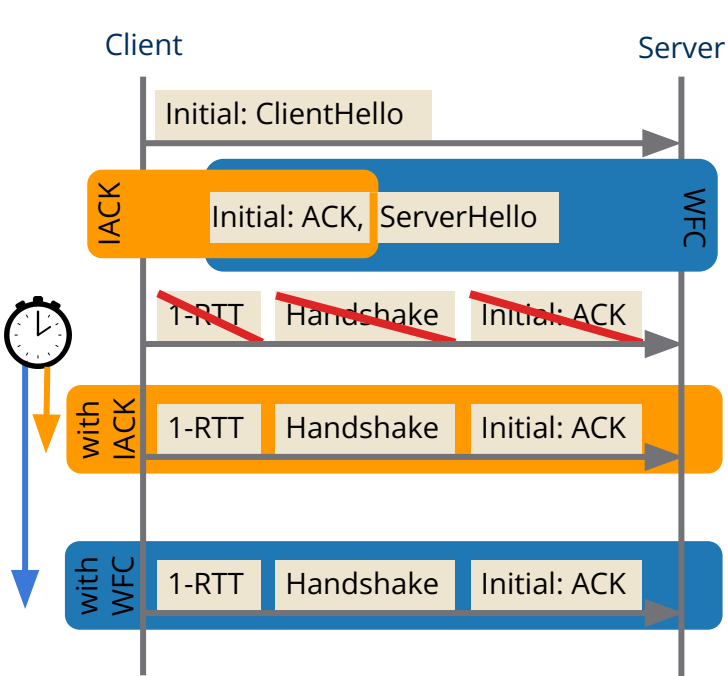 Client
Server
Initial: ClientHello
IACK
Initial: ACK, ServerHello
WFC
1-RTT Handshake Initial: ACK
with IACK
1-RTT Handshake Initial: ACK
with WFC
1-RTT Handshake Initial: ACK